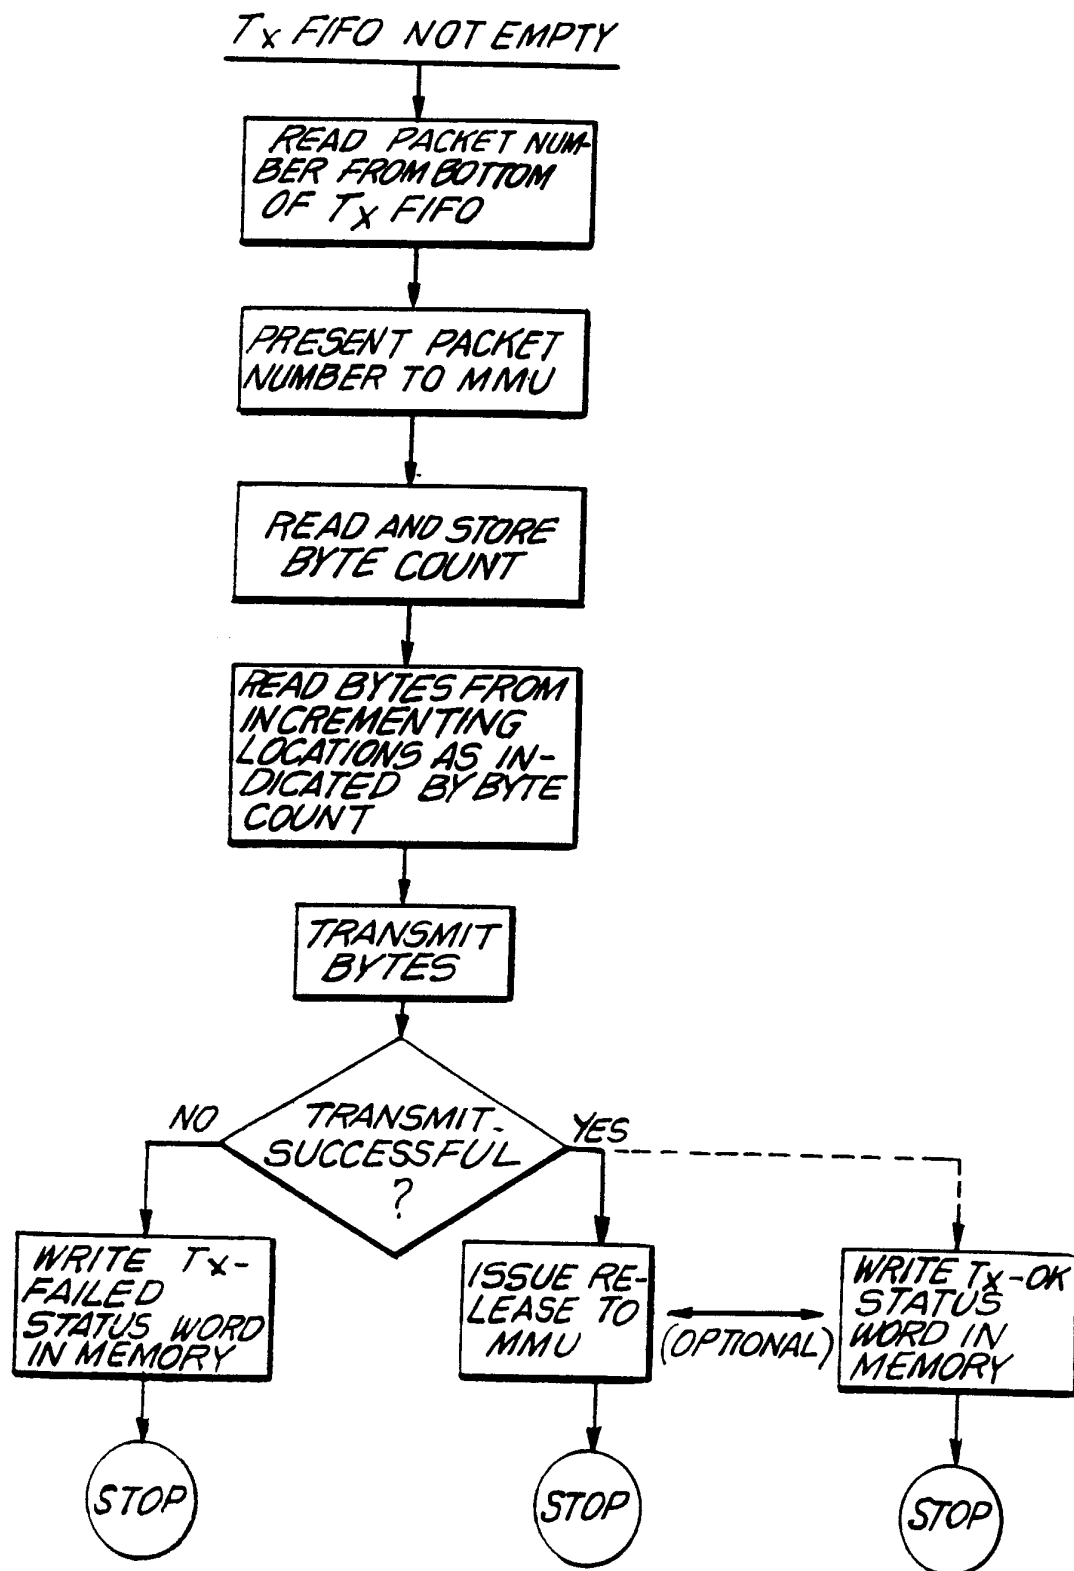 Tx FIFO NOT EMPTY
READ PACKET NUM-
BER FROM BOTTOM
OF Tx FIFO
PRESENT PACKET
NUMBER TO MMU
READ AND STORE
BYTE COUNT
READ BYTES FROM
INCREMENTING
LOCATIONS AS IN-
DICATED BY BYTE
COUNT
TRANSMIT
BYTES
NO
TRANSMIT-
SUCCESSFUL
?
YES
WRITE Tx-
FAILED
STATUS WORD
IN MEMORY
ISSUE RE-
LEASE TO
MMU
(OPTIONAL)
WRITE Tx-OK
STATUS
WORD IN
MEMORY
STOP
STOP
STOP